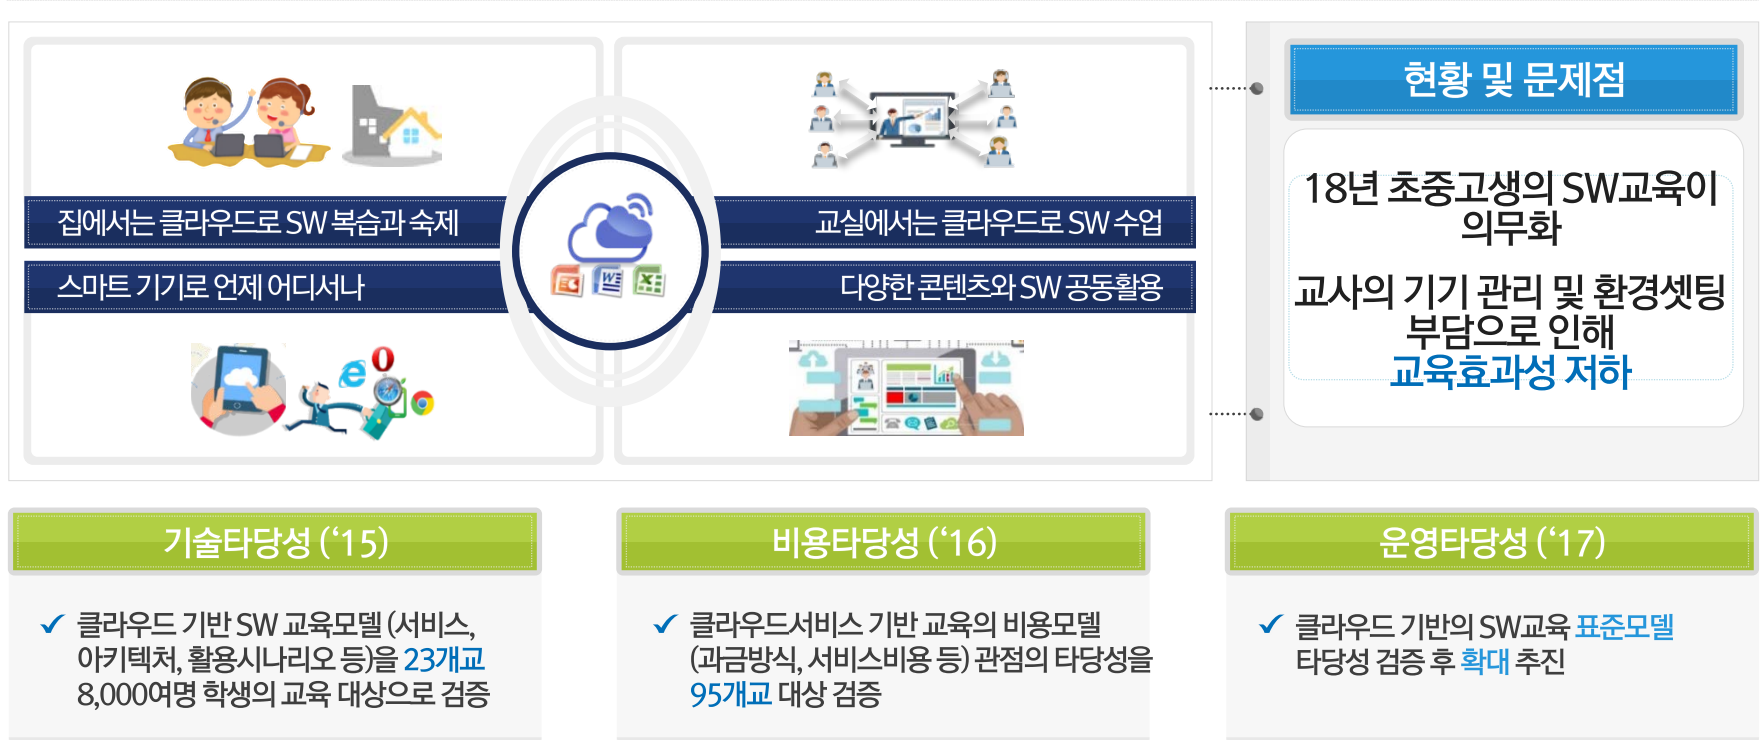 집에서는 클라우드로 SW 복습과 숙제
교실에서는 클라우드로 SW 수업
스마트 기기로 언제 어디서나
다양한 콘텐츠와 SW 공동활용
현황 및 문제점
18년 초중고생의 SW교육이
의무화
교사의 기기 관리 및 환경셋팅
부담으로 인해
교육효과성 저하
기술타당성 (‘15)
클라우드 기반 SW 교육모델 (서비스,
아키텍처, 활용시나리오 등)을 23개교
8,000여명 학생의 교육 대상으로 검증
비용타당성 (‘16)
클라우드서비스 기반 교육의 비용모델
(과금방식, 서비스비용 등) 관점의 타당성을
95개교 대상 검증
운영타당성 (‘17)
클라우드 기반의 SW교육 표준모델
타당성 검증 후 확대 추진